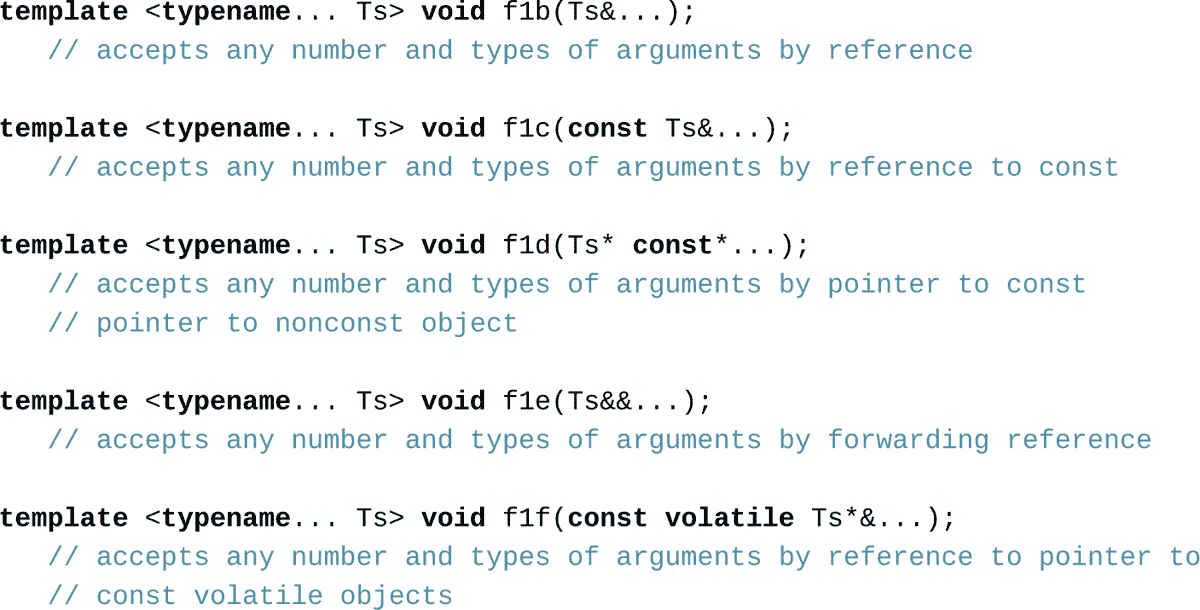 template <typename... Ts> void f1b(Ts&...);
// accepts any number and types of arguments by reference
template <typename... Ts> void f1c(const Ts&...);
// accepts any number and types of arguments by reference to const
template <typename... Ts> void f1d(Ts* const*...);
// accepts any number and types of arguments by pointer to const
// pointer to nonconst object
template <typename... Ts> void f1e(Ts&&...);
// accepts any number and types of arguments by forwarding reference
template <typename... Ts> void f1f(const volatile Ts*&...);
// accepts any number and types of arguments by reference to pointer to
// const volatile objects